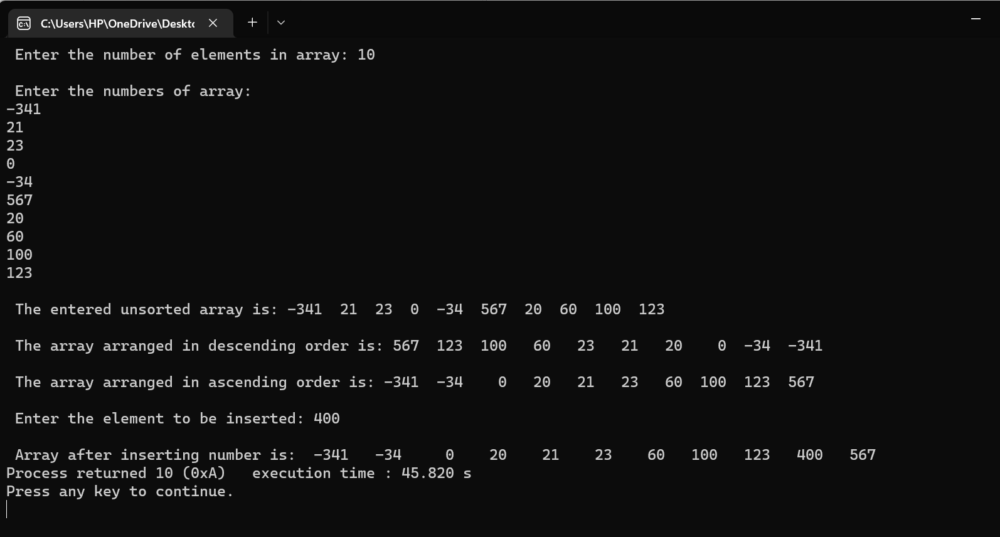 C:\Users\HP\OneDrive\Deskt
Enter the number of elements in array: 10
Enter the numbers of array:
-341
21
23
0
-34
567
20
60
100
123
The entered unsorted array is: -341  21  23  0  -34  567  20  60  100  123
The array arranged in descending order is: 567  123  100   60   23   21   20    0  -34  -341
The array arranged in ascending order is: -341  -34    0   20   21   23   60  100  123  567
Enter the element to be inserted: 400
Array after inserting number is:  -341   -34     0    20    21    23    60   100   123   400   567
Process returned 10 (0xA)   execution time : 45.820 s
Press any key to continue.